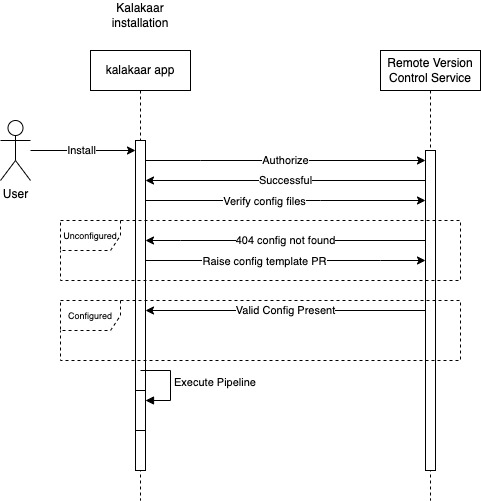 Kalakaar
installation
kalakaar app
Remote Version
Control Service
Install
User
Authorize
Successful
Verify config files
Unconfigured
404 config not found
Raise config template PR
Configured
Valid Config Present
Execute Pipeline